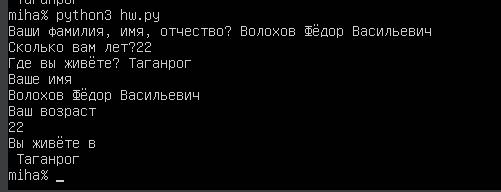 Таганрог
miha% python3 hw.py
Ваши фамилия, имя, отчество? Волохов Фёдор Васильевич
Сколько вам лет?22
Где вы живёте? Таганрог
Ваше имя
Волохов Фёдор Васильевич
Ваш возраст
22
Вы живёте в
 Таганрог
miha% _